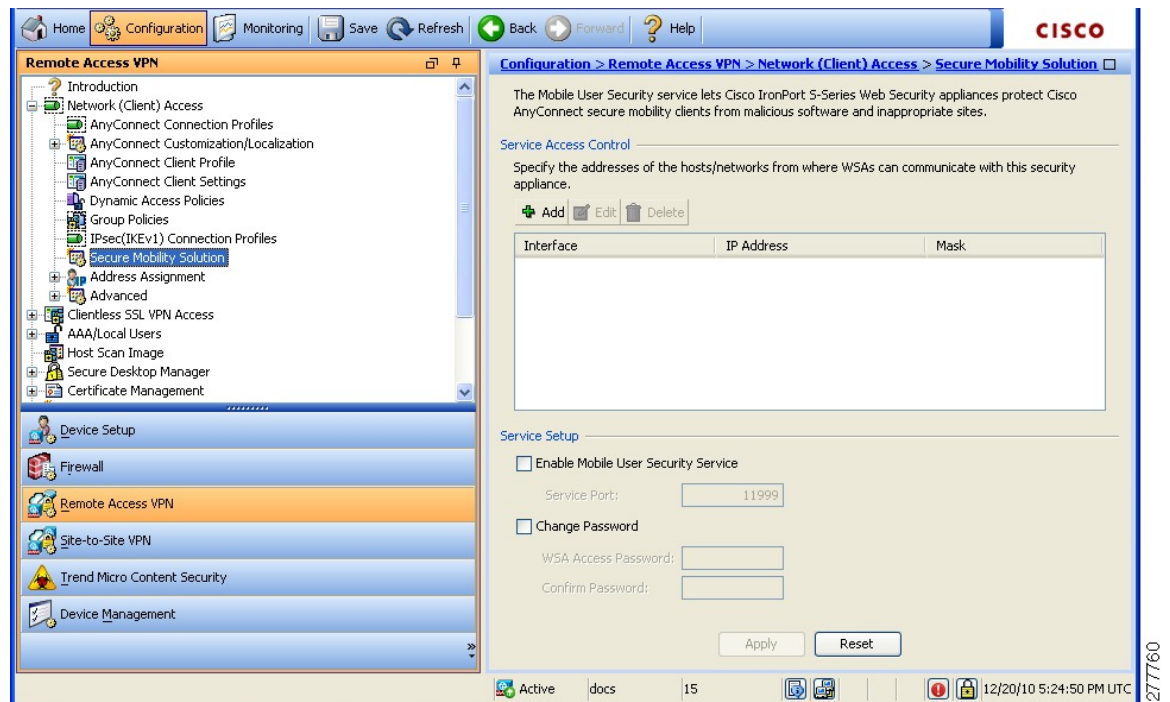 Home Configuration Monitoring Save Refresh Back Forward Help
CISCO
Remote Access VPN
Introduction
Network (Client) Access
AnyConnect Connection Profiles
AnyConnect Customization/Localization
AnyConnect Client Profile
AnyConnect Client Settings
Dynamic Access Policies
Group Policies
IPsec(IKEv1) Connection Profiles
Secure Mobility Solution
Address Assignment
Advanced
Clientless SSL VPN Access
AAA/Local Users
Host Scan Image
Secure Desktop Manager
Certificate Management
Device Setup
Firewall
Remote Access VPN
Site-to-Site VPN
Trend Micro Content Security
Device Management
Configuration > Remote Access VPN > Network (Client) Access > Secure Mobility Solution
The Mobile User Security service lets Cisco IronPort S-Series Web Security appliances protect Cisco
AnyConnect secure mobility clients from malicious software and inappropriate sites.
Service Access Control
Specify the addresses of the hosts/networks from where WSAs can communicate with this security
appliance.
Add Edit Delete
Interface IP Address Mask
Service Setup
Enable Mobile User Security Service
Service Port: 11999
Change Password
WSA Access Password:
Confirm Password:
Apply Reset
Active docs 15 12/20/10 5:24:50 PM UTC
277760